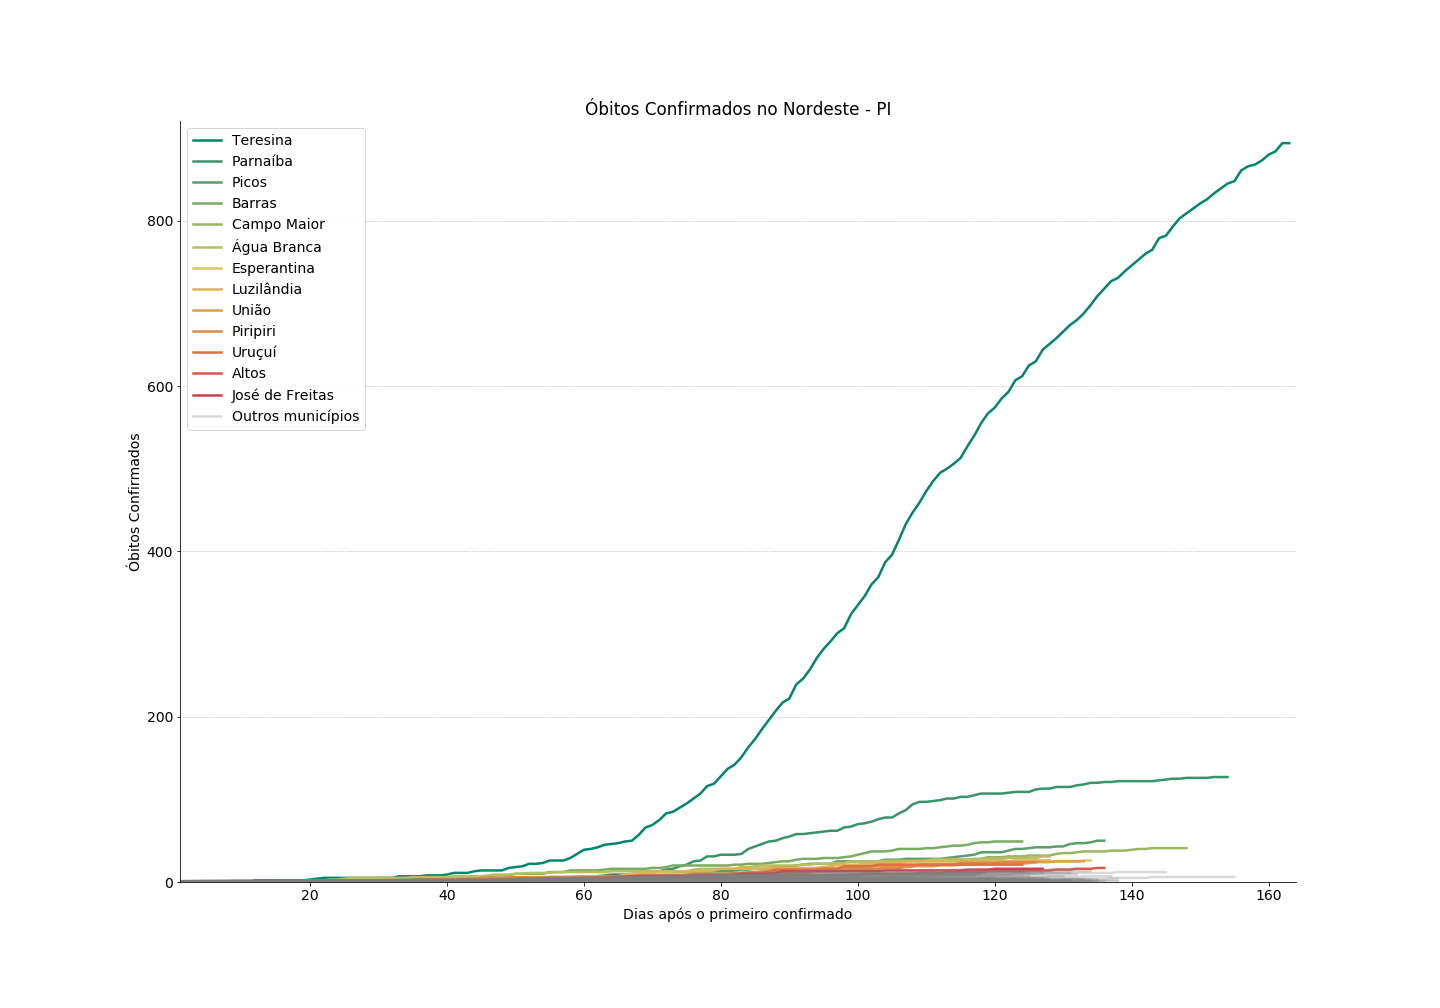 Óbitos Confirmados no Nordeste - PI
Teresina
Parnaíba
Picos
Barras
Campo Maior
Água Branca
Esperantina
Luzilândia
União
Piripiri
Uruçuí
Altos
José de Freitas
Outros municípios
Óbitos Confirmados
800
600
400
200
0
20 40 60 80 100 120 140 160
Dias após o primeiro confirmado